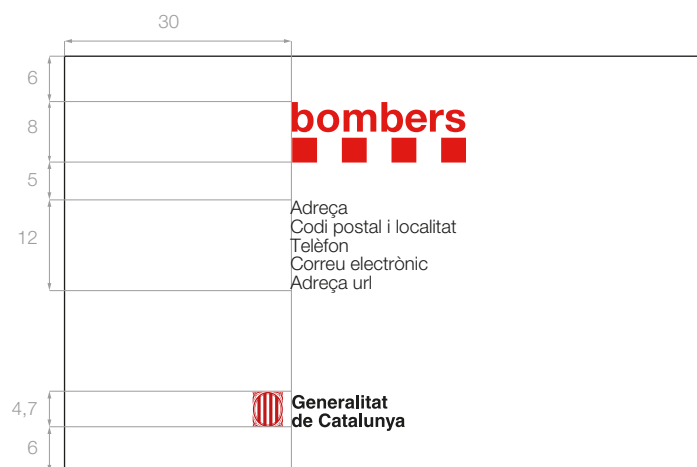 30
6
bombers
8
5
Adreça
Codi postal i localitat
12
Telèfon
Correu electrònic
Adreça url
4,7
Generalitat
de Catalunya
6